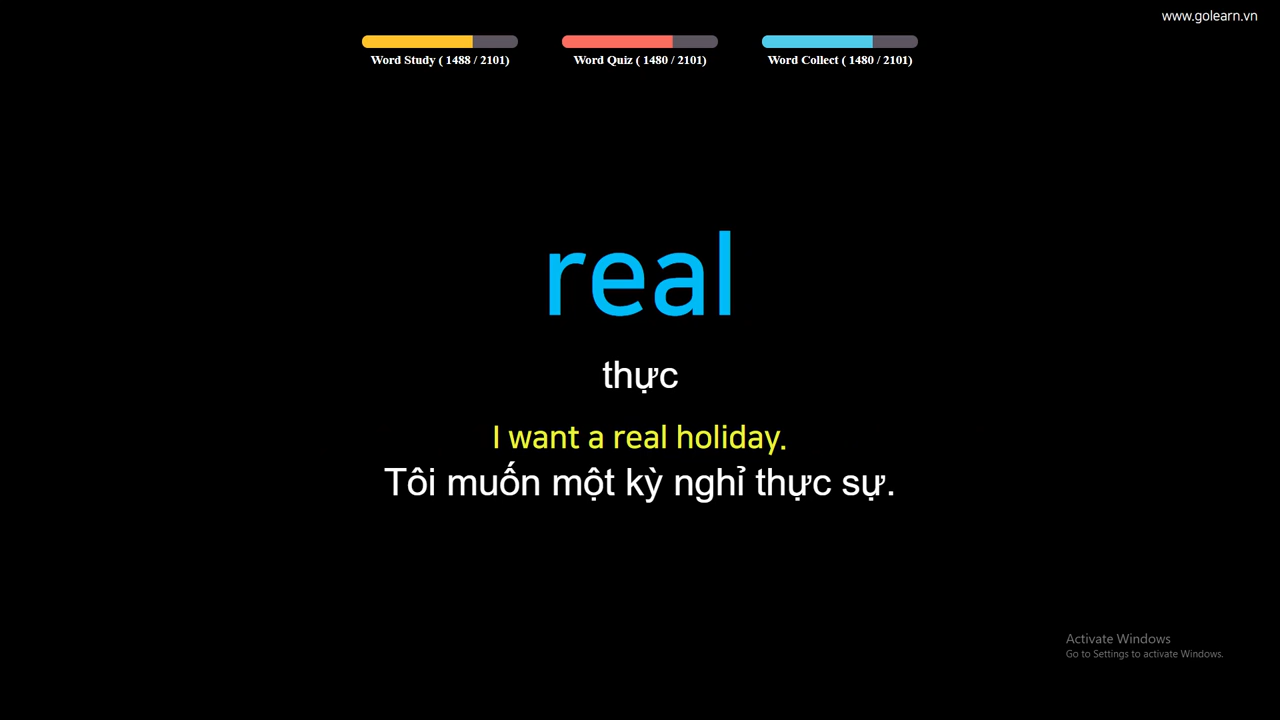 www.golearn.vn
Word Study ( 1488 / 2101) Word Quiz ( 1480 / 2101) Word Collect ( 1480 / 2101)
real
thực
I want a real holiday.
Tôi muốn một kỳ nghỉ thực sự.
Activate Windows
Go to Settings to activate Windows.